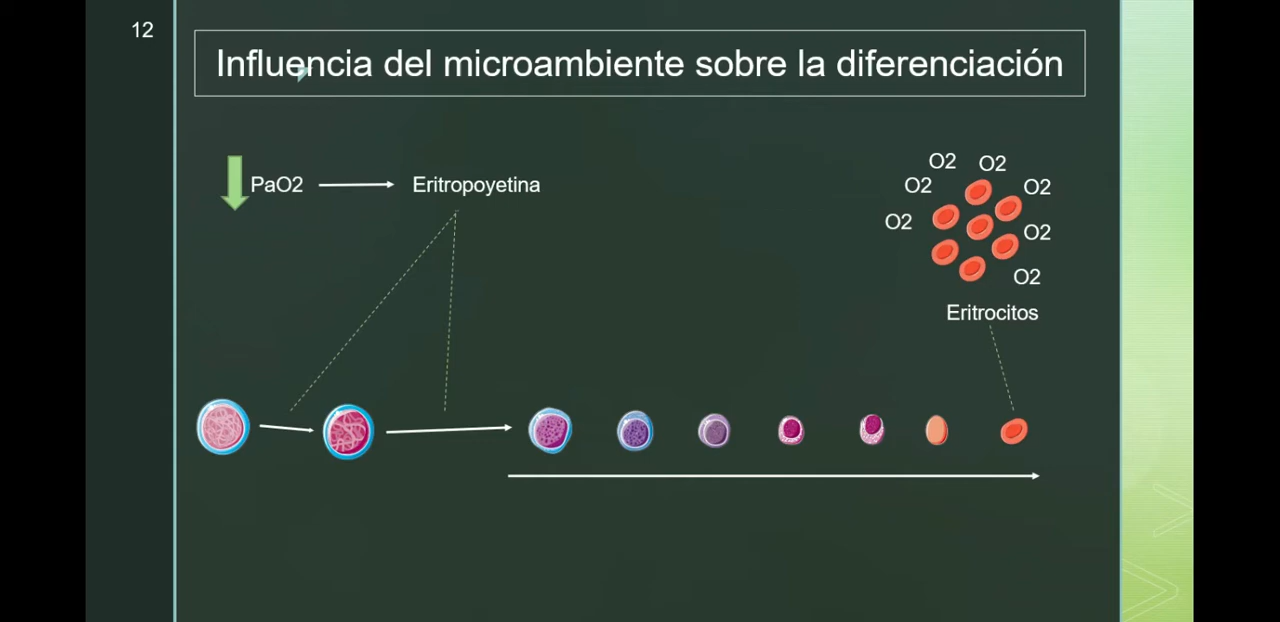 12
Influencia del microambiente sobre la diferenciación
PaO2
Eritropoyetina
O2
O2
O2
O2
O2
O2
O2
Eritrocitos